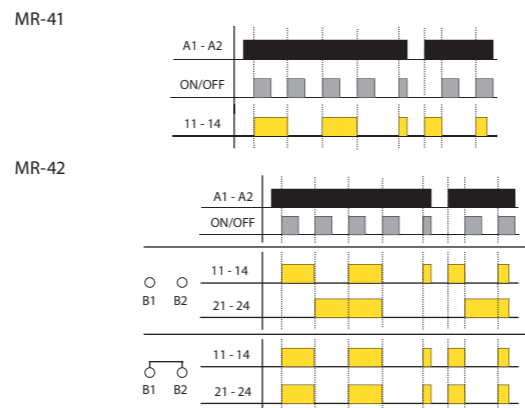 MR-41
A1 - A2
ON/OFF
11 - 14
MR-42
A1 - A2
ON/OFF
11 - 14
B1 B2 21 - 24
11 - 14
B1 B2 21 - 24